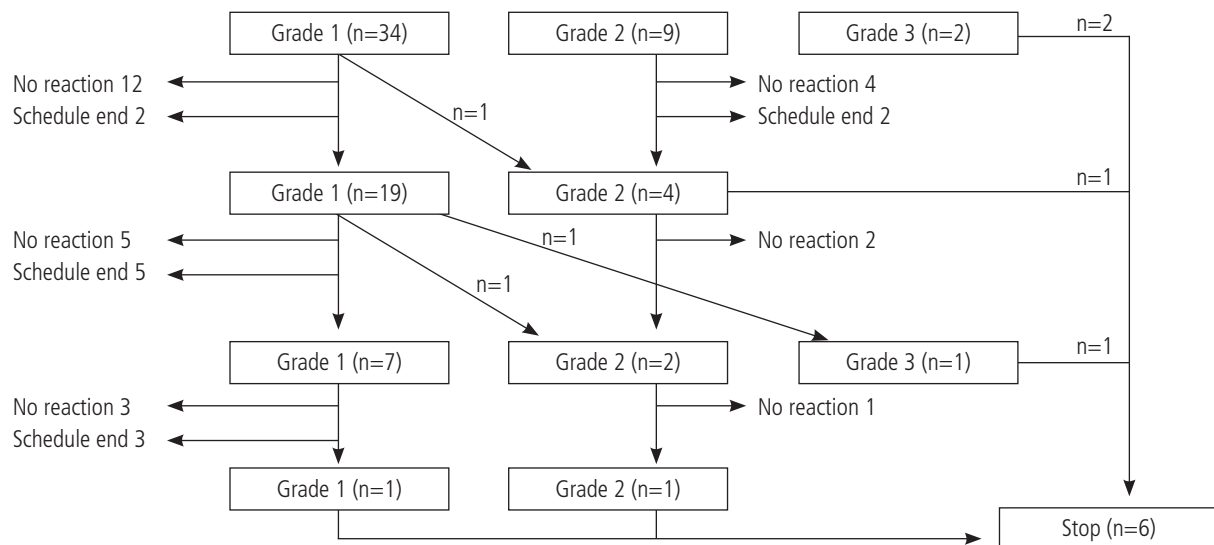 Grade 1 (n=34)
Grade 2 (n=9)
Grade 3 (n=2)
n=2
No reaction 12
No reaction 4
Schedule end 2
n=1
Schedule end 2
Grade 1 (n=19)
Grade 2 (n=4)
n=1
No reaction 5
n=1
No reaction 2
Schedule end 5
n=1
Grade 1 (n=7)
Grade 2 (n=2)
Grade 3 (n=1)
n=1
No reaction 3
No reaction 1
Schedule end 3
Grade 1 (n=1)
Grade 2 (n=1)
Stop (n=6)